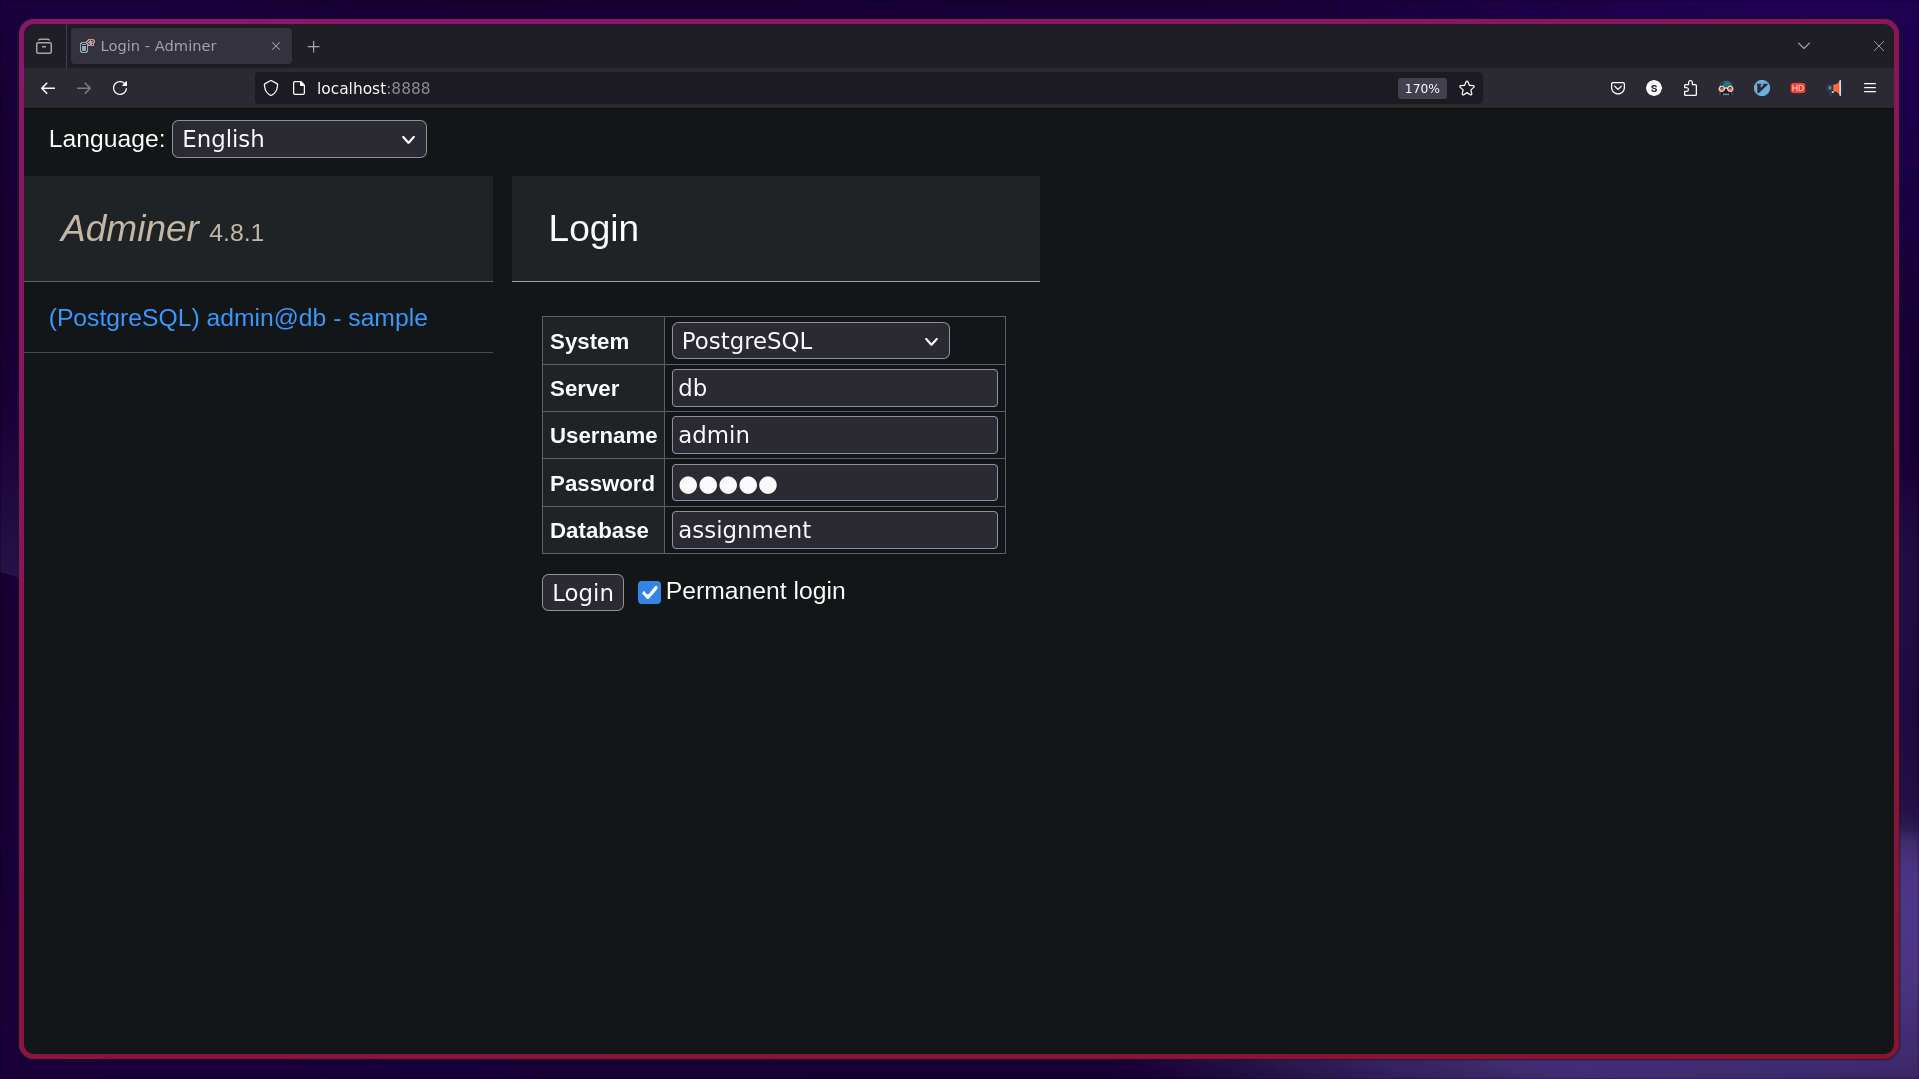 Login - Adminer
localhost:8888
170%
S
HD
Language: English
Adminer 4.8.1
(PostgreSQL) admin@db - sample
Login
System PostgreSQL
Server db
Username admin
Password ●●●●●
Database assignment
Login Permanent login